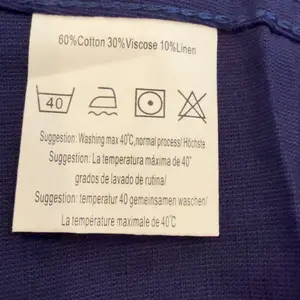 60%Cotton 30%Viscose 10%Linen
40
Suggestion: Washing max 40℃,normal process/ Höchste
Suggestion: La temperatura máxima de 40°
grados de lavado de rutina/
Suggestion: temperatur 40 gemeinsamen waschen/
La température maximale de 40℃